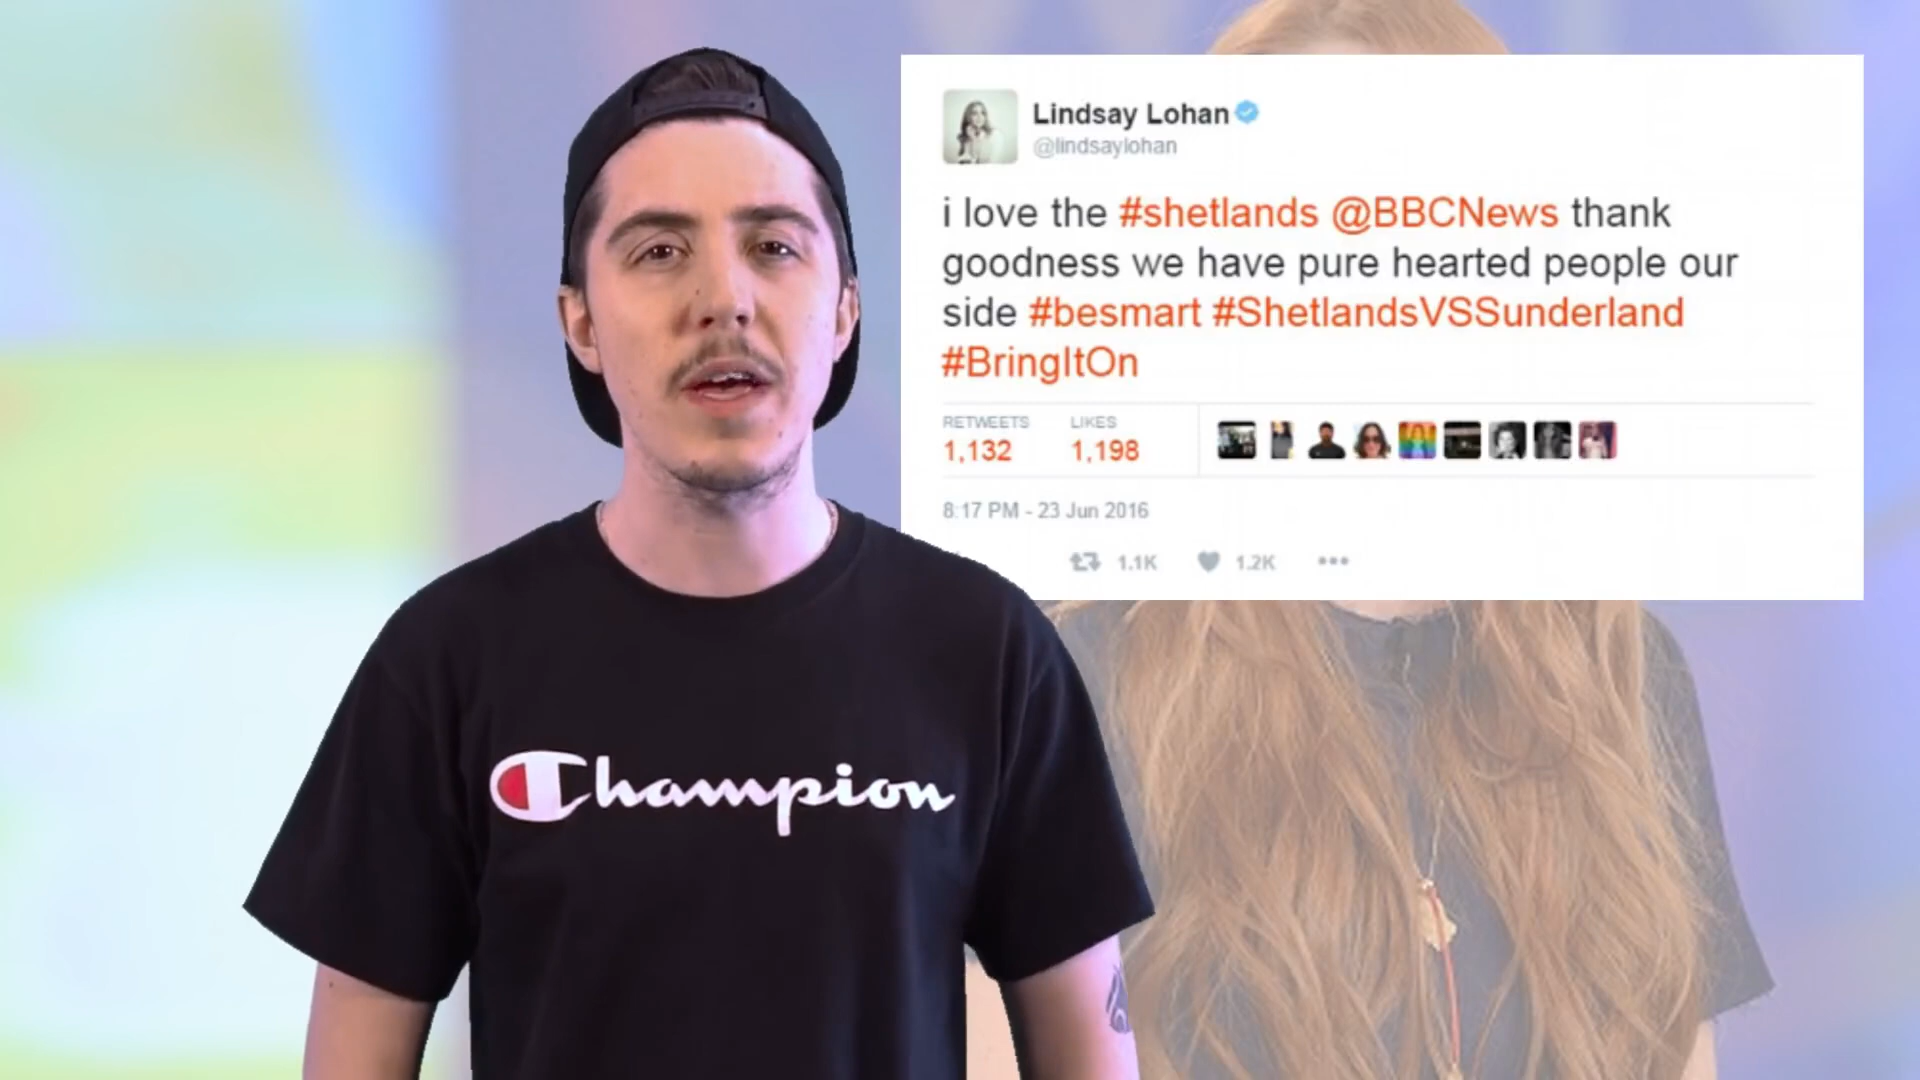 Lindsay Lohan
@lindsaylohan
i love the #shetlands @BBCNews thank
goodness we have pure hearted people our
side #besmart #ShetlandsVSSunderland
#BringItOn
RETWEETS LIKES
1,132 1,198
8:17 PM - 23 Jun 2016
1.1K 1.2K
Champion